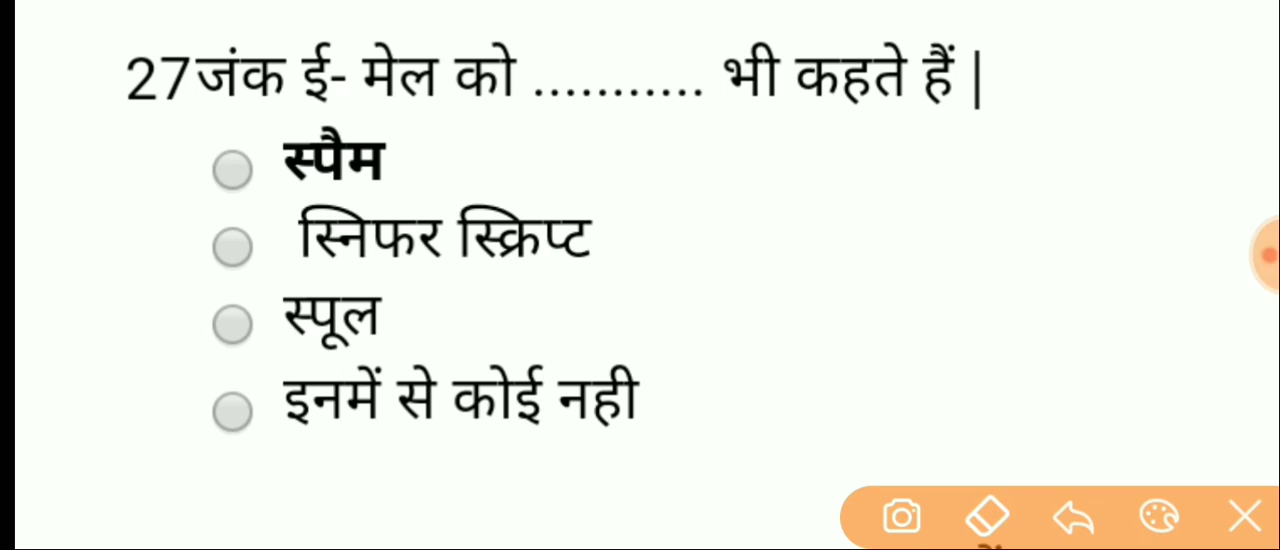 27जंक ई- मेल को ........... भी कहते हैं |
स्पैम
स्निफर स्क्रिप्ट
स्पूल
इनमें से कोई नही